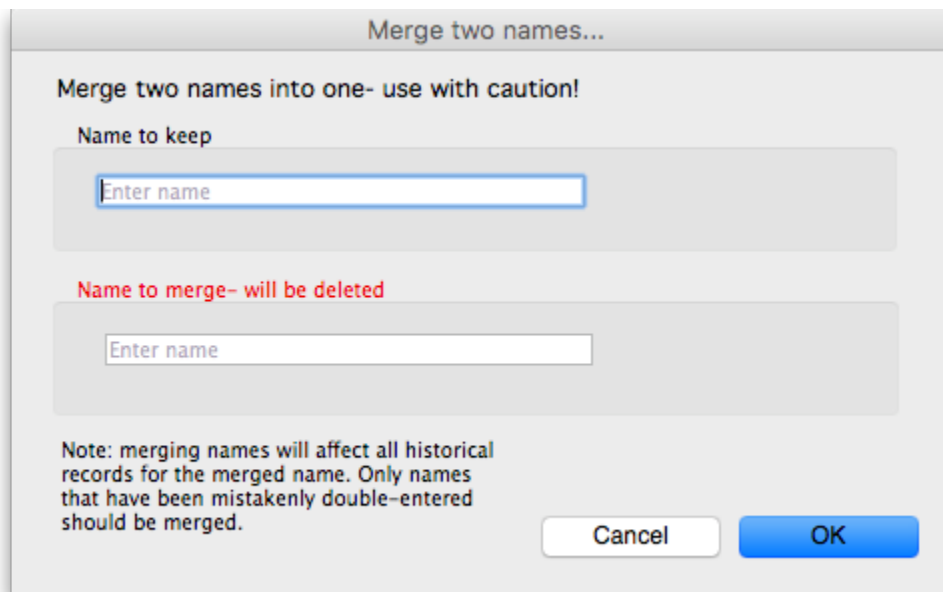 Merge two names...
Merge two names into one- use with caution!
Name to keep
Enter name
Name to merge- will be deleted
Enter name
Note: merging names will affect all historical
records for the merged name. Only names
that have been mistakenly double-entered
should be merged.
Cancel
OK